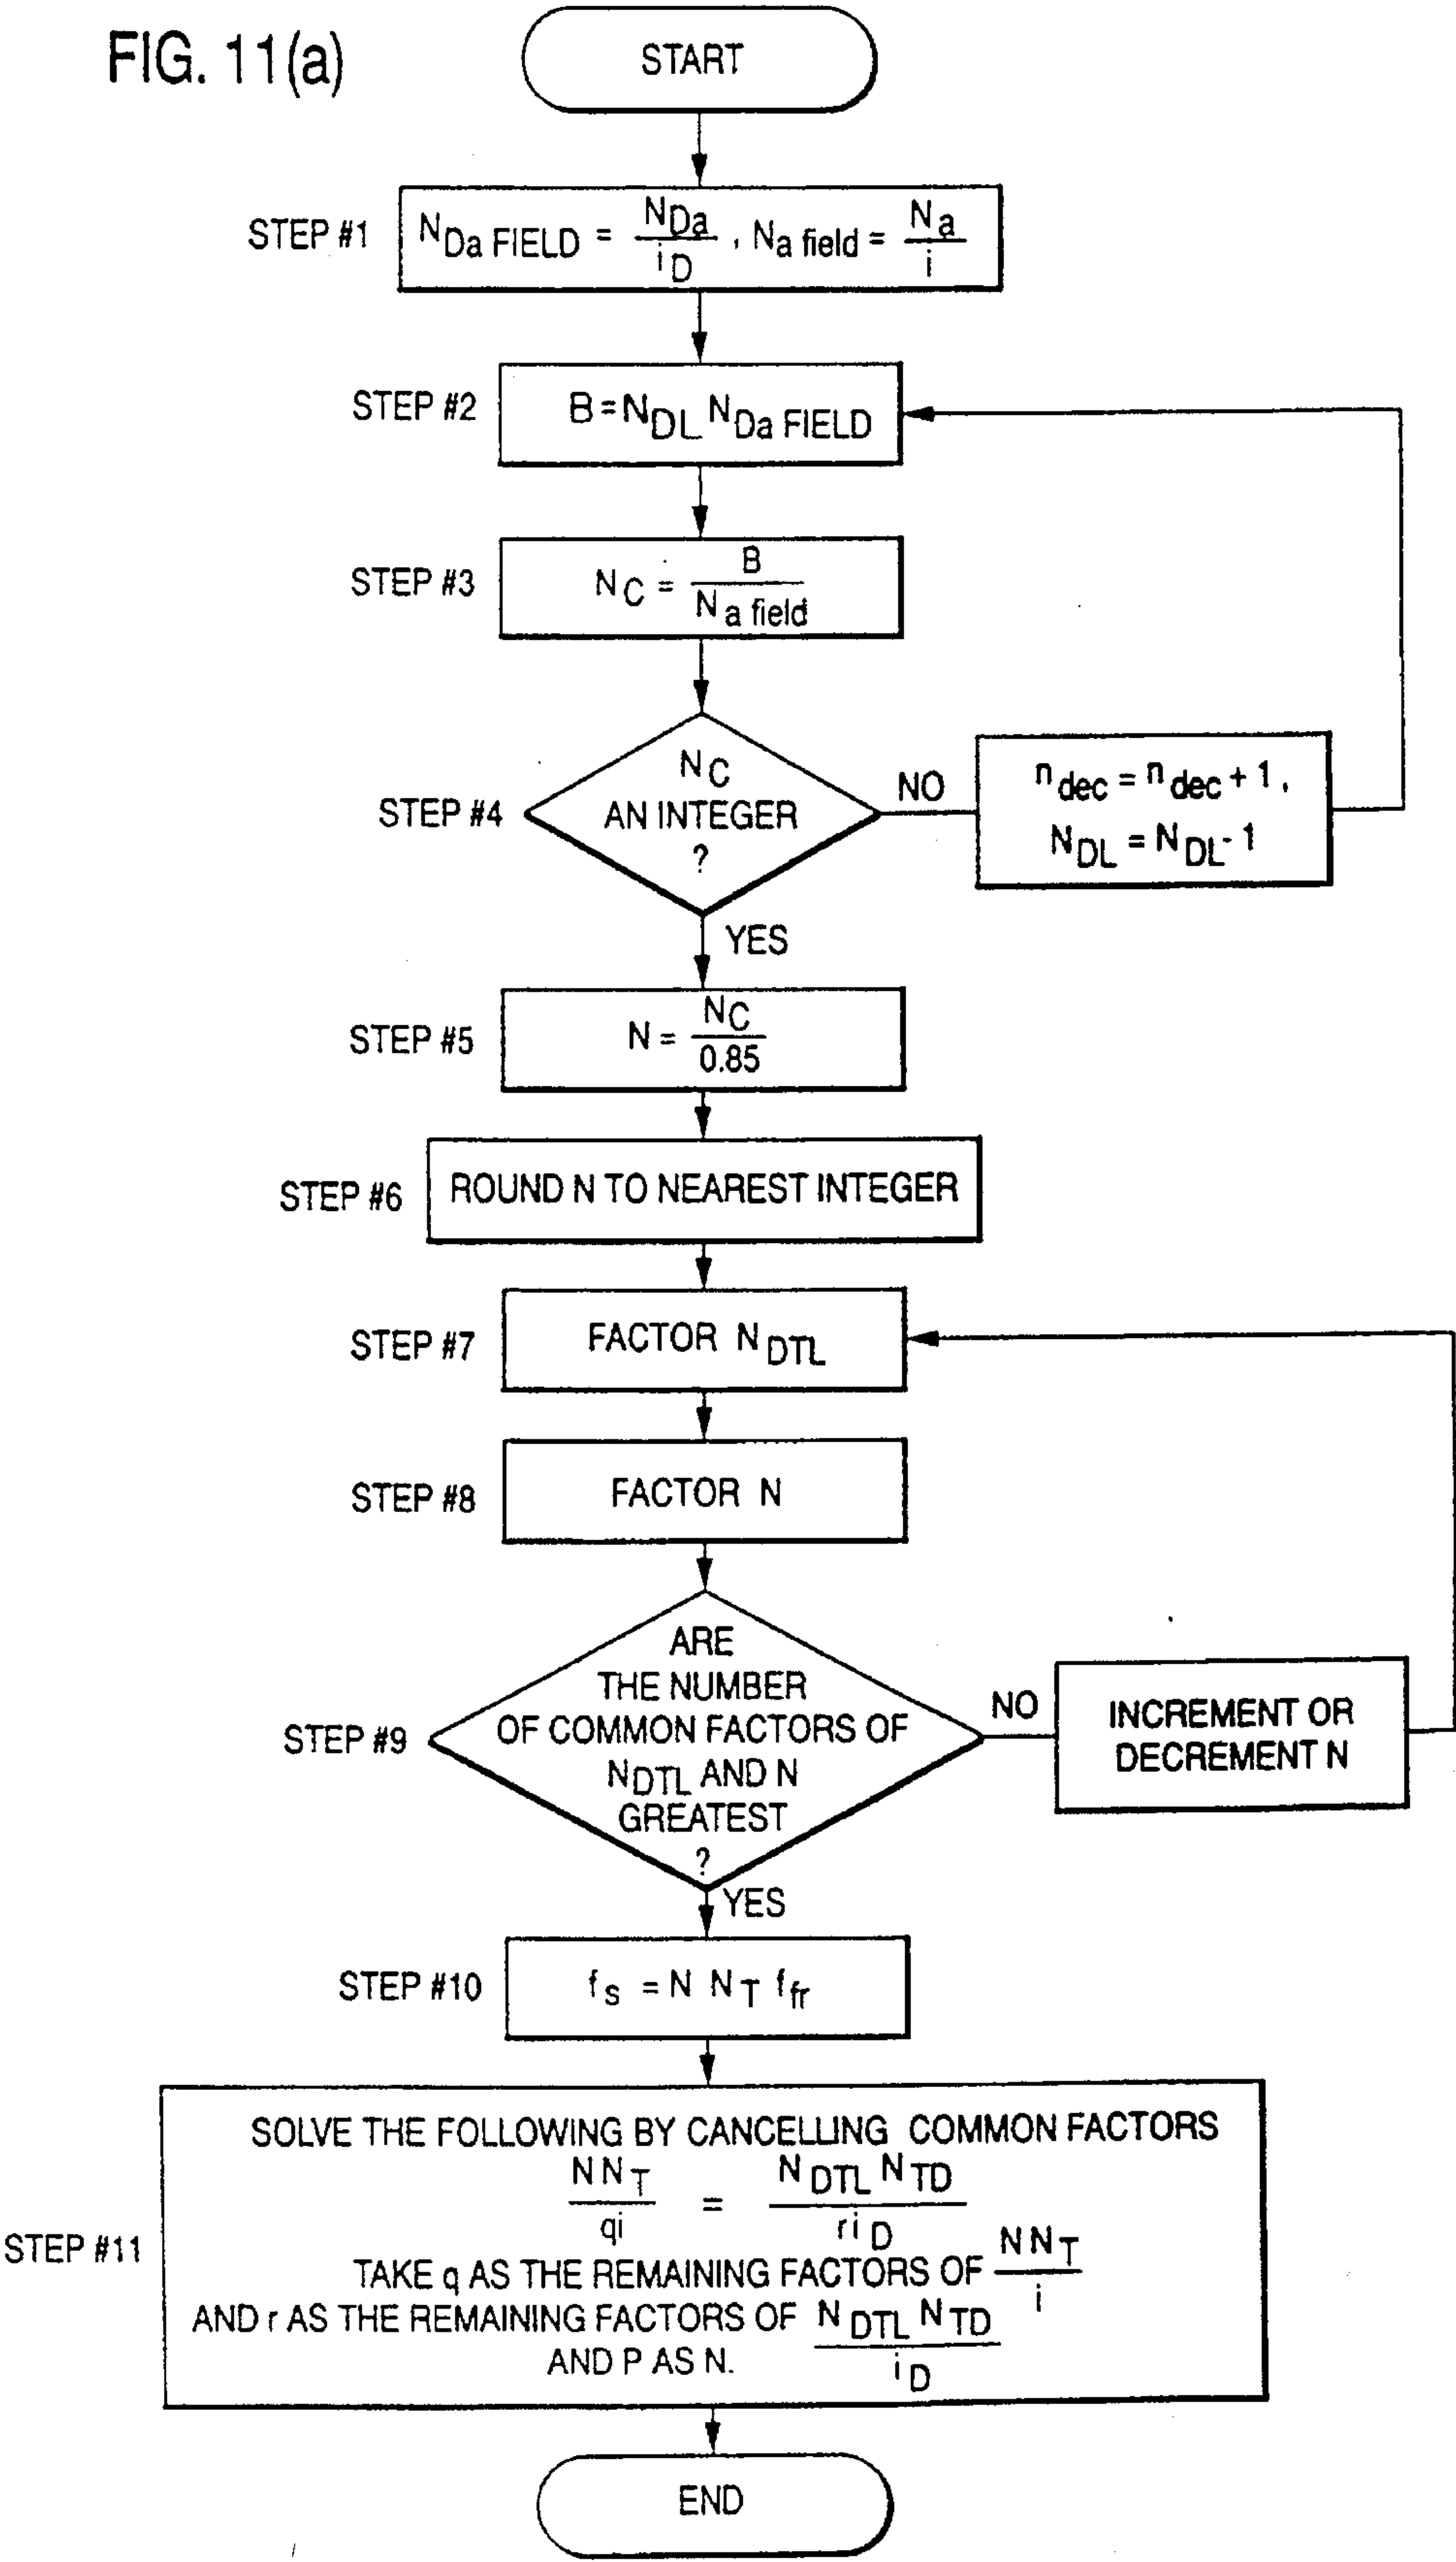 FIG. 11(a)
START
STEP #1
N_Da FIELD = N_Da / i_D , N_a field = N_a / i
STEP #2
B = N_DL N_Da FIELD
STEP #3
N_C = B / N_a field
STEP #4
N_C
AN INTEGER
?
NO
n_dec = n_dec + 1,
N_DL = N_DL - 1
YES
STEP #5
N = N_C / 0.85
STEP #6
ROUND N TO NEAREST INTEGER
STEP #7
FACTOR N_DTL
STEP #8
FACTOR N
STEP #9
ARE
THE NUMBER
OF COMMON FACTORS OF
N_DTL AND N
GREATEST
?
NO
INCREMENT OR
DECREMENT N
YES
STEP #10
f_s = N N_T f_fr
STEP #11
SOLVE THE FOLLOWING BY CANCELLING COMMON FACTORS
N N_T / qi = N_DTL N_TD / r i_D
TAKE q AS THE REMAINING FACTORS OF N N_T / i
AND r AS THE REMAINING FACTORS OF N_DTL N_TD / i_D
AND P AS N.
END